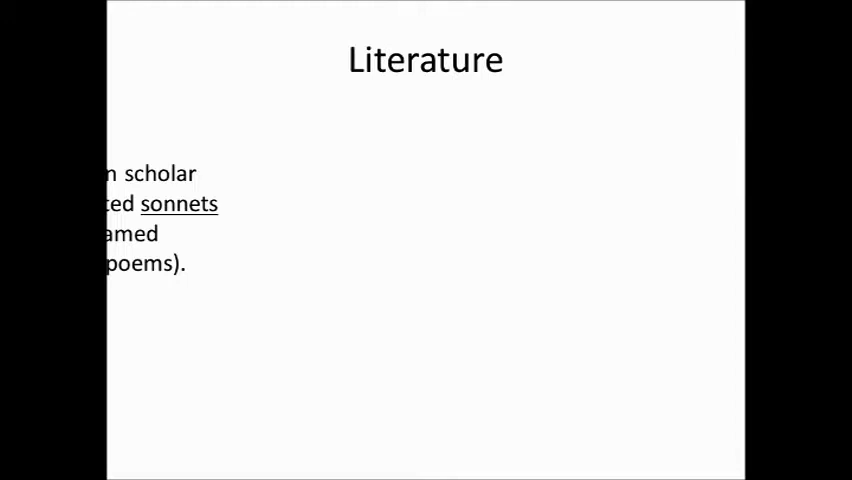 Literature
n scholar
ted sonnets
amed
poems).